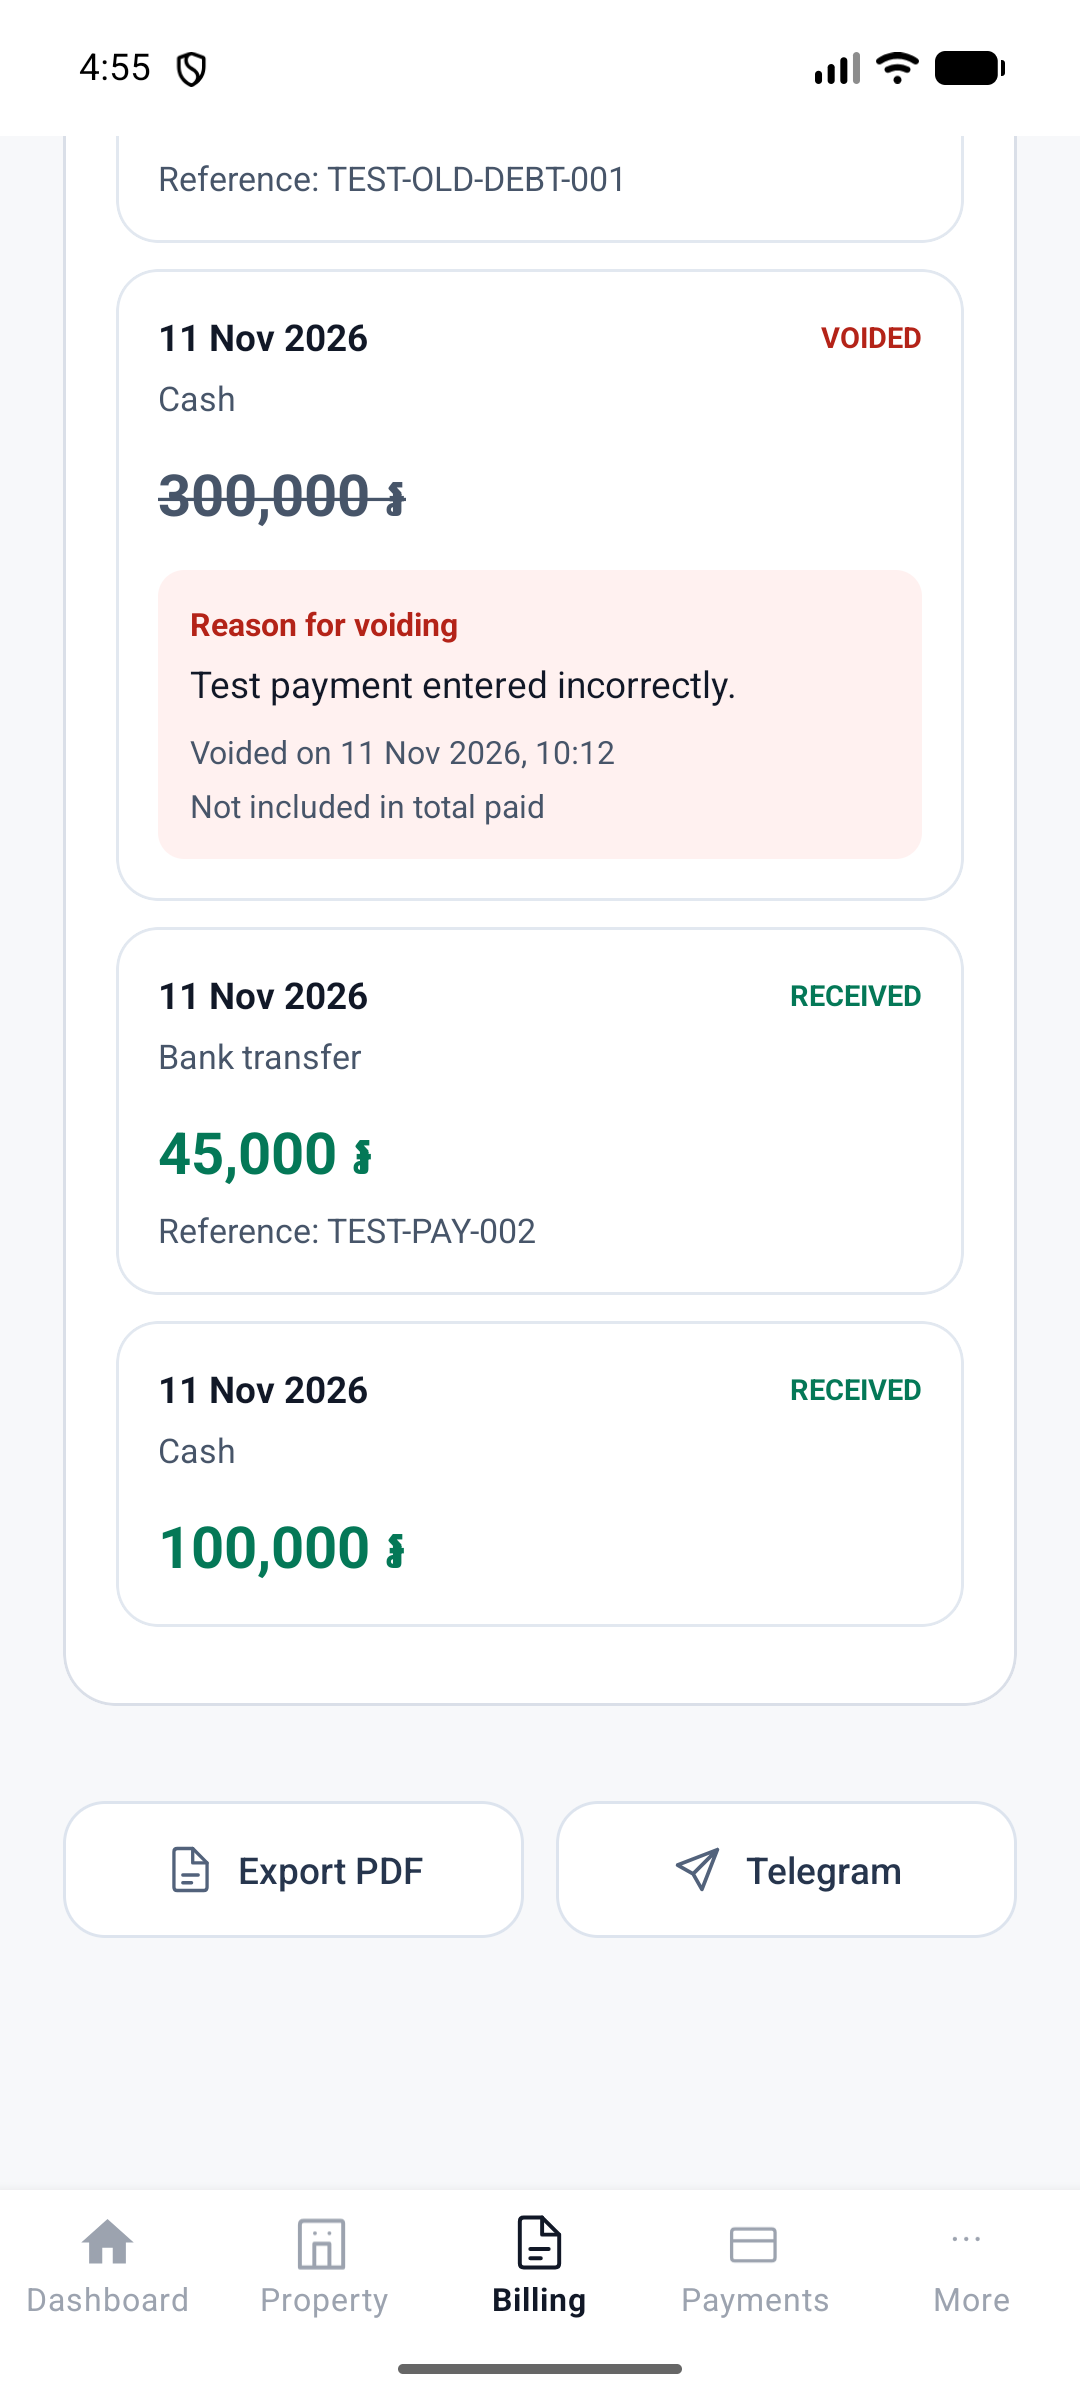 4:55
Reference: TEST-OLD-DEBT-001
11 Nov 2026
VOIDED
Cash
300,000 ៛
Reason for voiding
Test payment entered incorrectly.
Voided on 11 Nov 2026, 10:12
Not included in total paid
11 Nov 2026
RECEIVED
Bank transfer
45,000 ៛
Reference: TEST-PAY-002
11 Nov 2026
RECEIVED
Cash
100,000 ៛
Export PDF
Telegram
Dashboard
Property
Billing
Payments
More